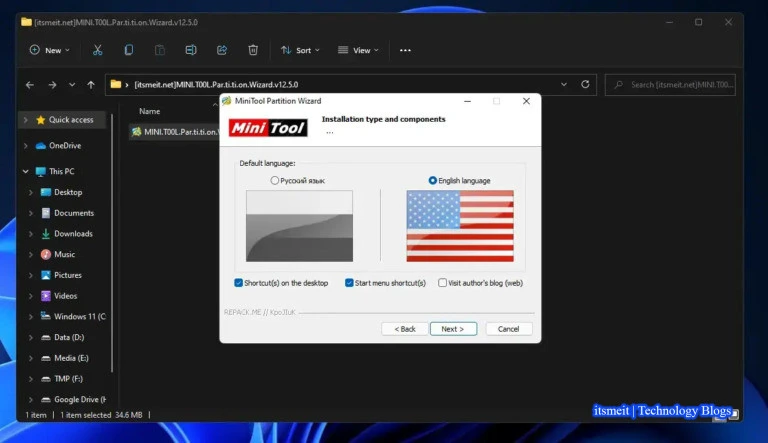 [itsmeit.net]MINI.T00L.Par.ti.ti.on.Wizard.v12.5.0
New
Sort
View
[itsmeit.net]MINI.T00L.Par.ti.ti.on.Wizard.v12.5.0
Search [itsmeit.net]MINI.T00...
Name
MINI.T00L.Par.ti.ti.on.
Quick access
OneDrive
This PC
Desktop
Documents
Downloads
Music
Pictures
Videos
Windows 11 (C
Data (D:)
Media (E:)
TMP (F:)
Google Drive (H
MiniTool Partition Wizard
Mini Tool
Installation type and components
...
Default language:
Русский язык
English language
Shortcut(s) on the desktop
Start menu shortcut(s)
Visit author's blog (web)
REPACK.ME // KpoJIuK
< Back
Next >
Cancel
1 item
1 item selected 34.6 MB
itsmeit | Technology Blogs